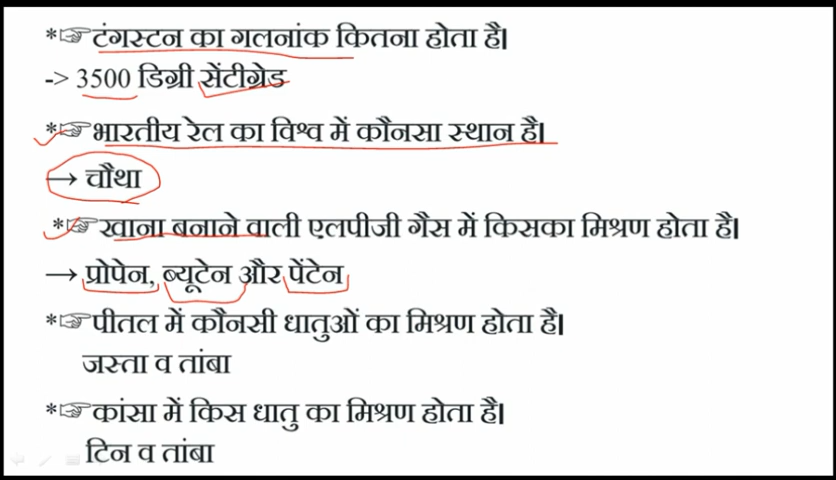 *☞टंगस्टन का गलनांक कितना होता है।
-> 3500 डिग्री सेंटीग्रेड
*☞भारतीय रेल का विश्व में कौनसा स्थान है।
→ चौथा
*☞खाना बनाने वाली एलपीजी गैस में किसका मिश्रण होता है।
→ प्रोपेन, ब्यूटेन और पेंटेन
*☞पीतल में कौनसी धातुओं का मिश्रण होता है।
जस्ता व तांबा
*☞कांसा में किस धातु का मिश्रण होता है।
टिन व तांबा